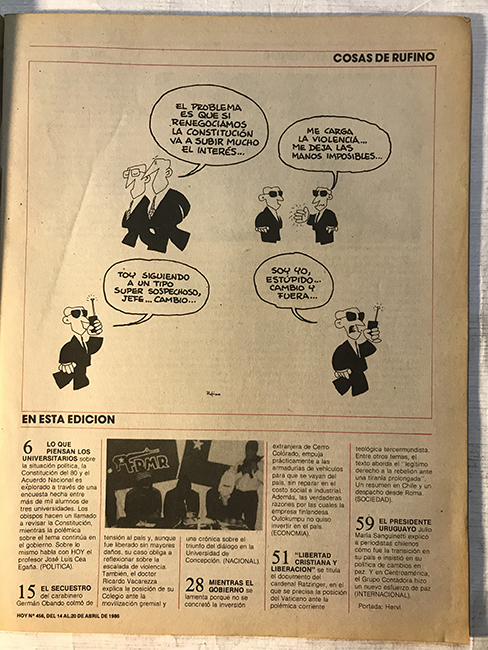 COSAS DE RUFINO
EL PROBLEMA
ES QUE SI
RENEGOCIAMOS
LA CONSTITUCIÓN
VA A SUBIR MUCHO
EL INTERÉS...
ME CARGA
LA VIOLENCIA...
ME DEJA LAS
MANOS IMPOSIBLES...
TOY SIGUIENDO
A UN TIPO
SUPER SOSPECHOSO,
JEFE... CAMBIO...
SOY YO,
ESTÚPIDO...
CAMBIO Y
FUERA...
Rufino
EN ESTA EDICION
6 LO QUE
PIENSAN LOS
UNIVERSITARIOS sobre
la situación política, la
Constitución del 80 y el
Acuerdo Nacional es
explorado a través de una
encuesta hecha entre
más de mil alumnos de
tres universidades. Los
obispos hacen un llamado
a revisar la Constitución,
mientras la polémica
sobre el tema continúa en
el gobierno. Sobre lo
mismo habla con HOY el
profesor José Luis Cea
Egaña. (POLITICA).
15 EL SECUESTRO
del cabo de carabinero
Germán Obando colmó de
FPMR
tensión al país y, aunque
fue liberado sin mayores
daños, su caso obliga a
reflexionar sobre la
escalada de violencia.
También, el doctor
Ricardo Vacarezza
explica la posición de su
Colegio ante la
movilización gremial y
una crónica sobre el
triunfo del diálogo en la
Universidad de
Concepción. (NACIONAL).
28 MIENTRAS EL
GOBIERNO se
lamenta porque no se
concretó la inversión
extranjera de Cerro
Colorado, empuja
prácticamente a las
armadurías de vehículos
para que se vayan del
país, sin reparar en el
costo social e industrial.
Además, las verdaderas
razones por las cuales la
empresa finlandesa
Outokumpu no quiso
invertir en el país.
(ECONOMIA).
51 "LIBERTAD
CRISTIANA Y
LIBERACION" se titula
el documento del
cardenal Ratzinger, en el
que se precisa la posición
del Vaticano ante la
polémica corriente
teológica tercermundista.
Entre otros temas, el
texto aborda el "legítimo
derecho a la rebelión ante
una tiranía prolongada".
Un resumen en Chile y un
despacho desde Roma.
(SOCIEDAD).
59 EL PRESIDENTE
URUGUAYO Julio
María Sanguinetti explicó
a periodistas chilenos
cómo fue la transición en
su país e insistió en su
política de cambios en
paz. Y en Centroamérica,
el Grupo Contadora hizo
un nuevo esfuerzo de paz
(INTERNACIONAL).
Portada: Hervi
HOY Nº 456, DEL 14 AL 20 DE ABRIL DE 1986